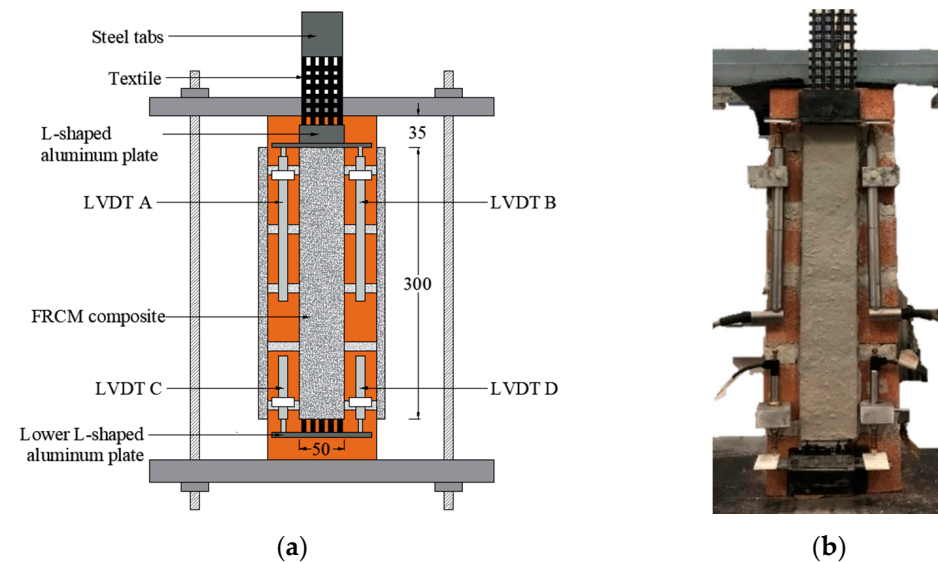 Steel tabs
Textile
L-shaped
aluminum plate
35
LVDT A
LVDT B
300
FRCM composite
LVDT C
LVDT D
Lower L-shaped
aluminum plate
50
(a)
(b)